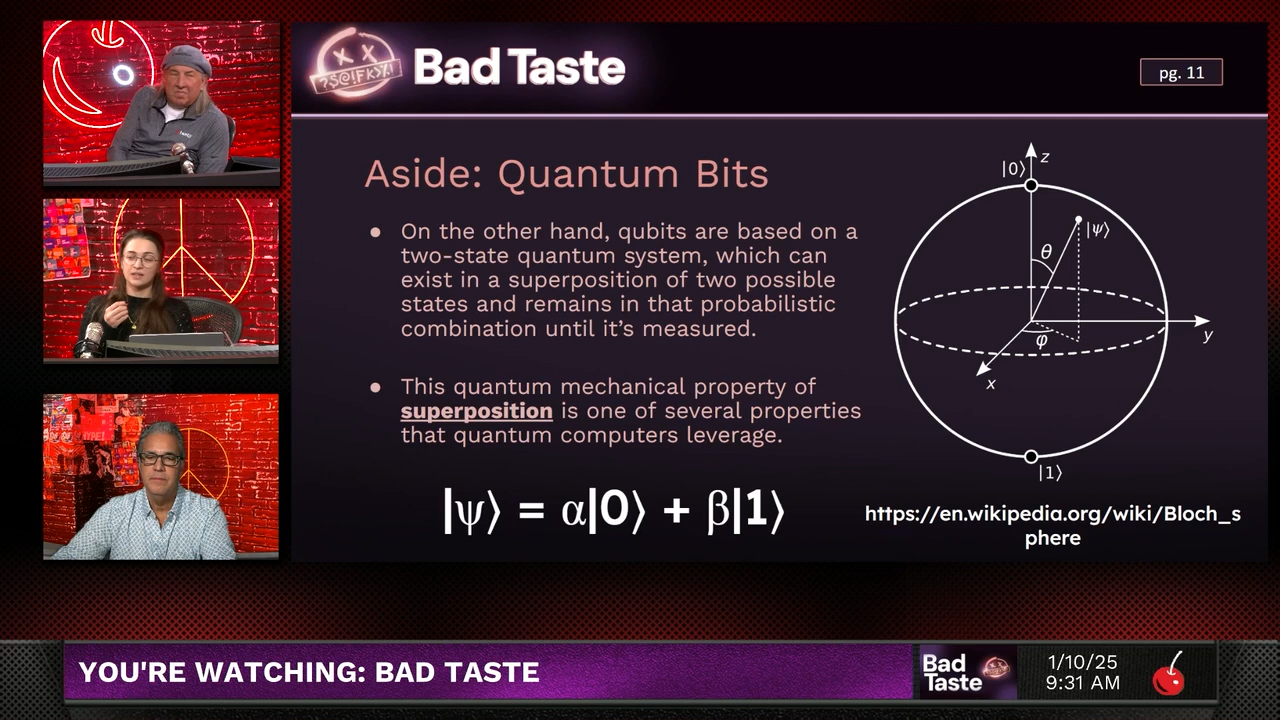 ?$@!FK%!
Bad Taste
pg. 11
Aside: Quantum Bits
● On the other hand, qubits are based on a
two-state quantum system, which can
exist in a superposition of two possible
states and remains in that probabilistic
combination until it’s measured.
● This quantum mechanical property of
superposition is one of several properties
that quantum computers leverage.
|ψ⟩ = α|0⟩ + β|1⟩
|0⟩
z
|ψ⟩
θ
φ
y
x
|1⟩
https://en.wikipedia.org/wiki/Bloch_s
phere
YOU'RE WATCHING: BAD TASTE
Bad
Taste
1/10/25
9:31 AM